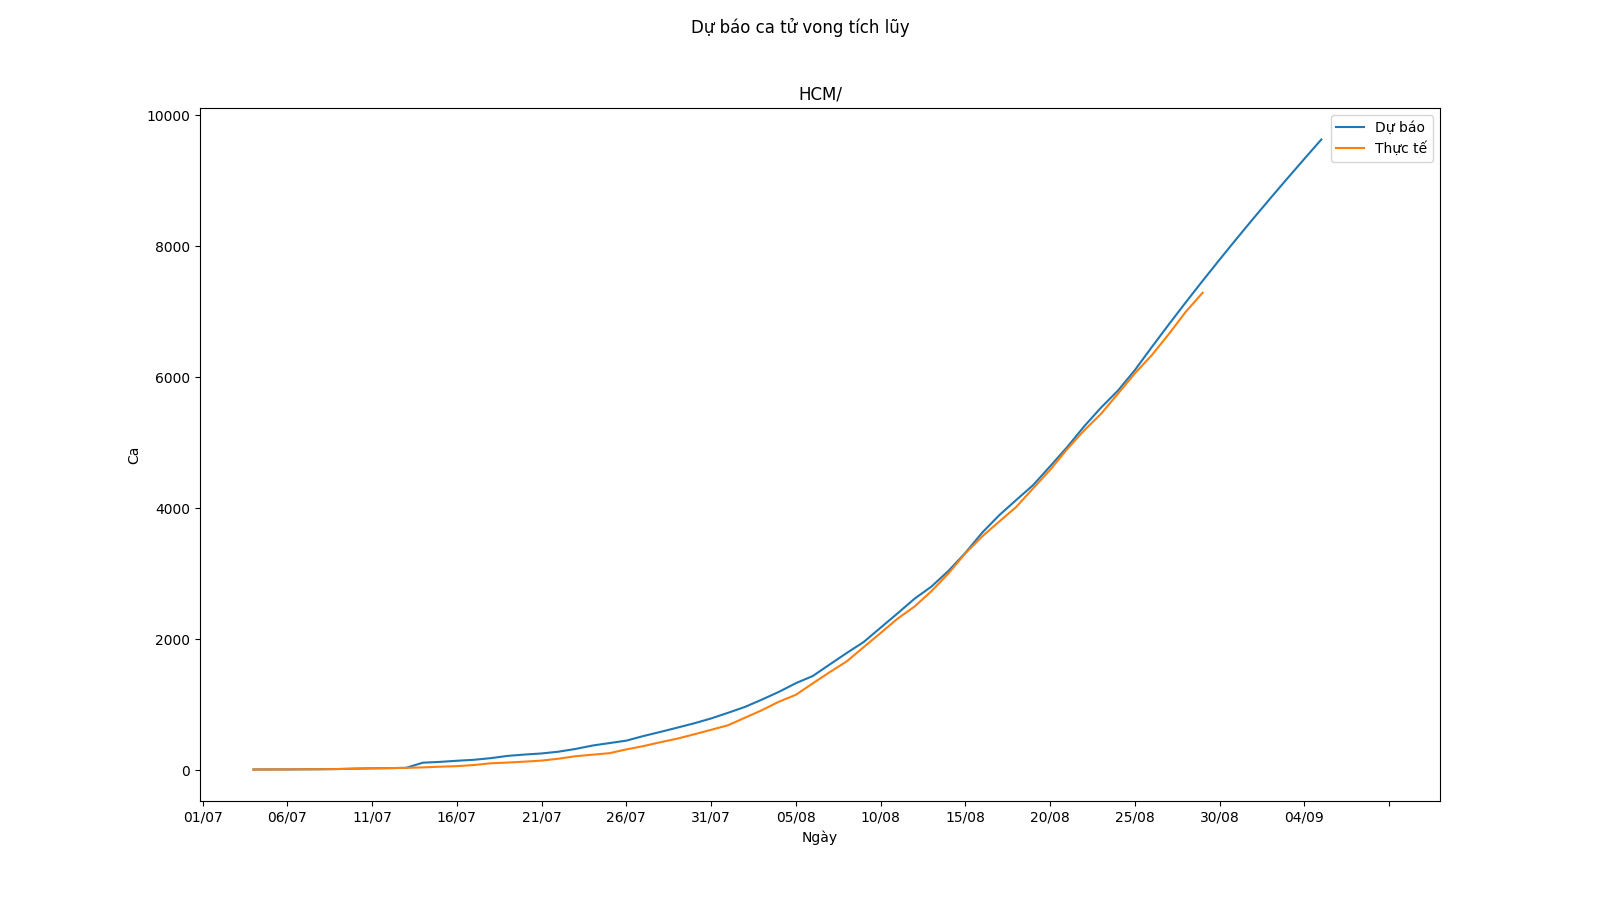 Dự báo ca tử vong tích lũy
HCM/
Dự báo
Thực tế
Ca
10000
8000
6000
4000
2000
0
01/07 06/07 11/07 16/07 21/07 26/07 31/07 05/08 10/08 15/08 20/08 25/08 30/08 04/09
Ngày